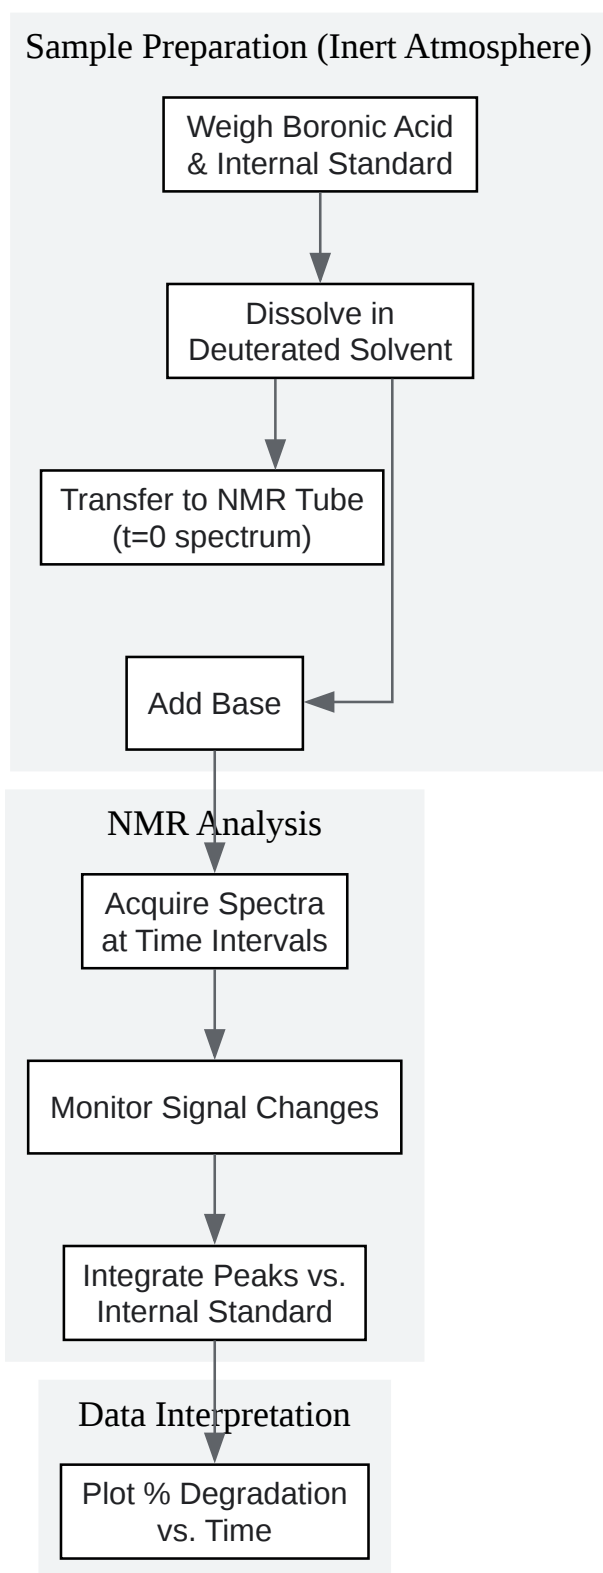 Sample Preparation (Inert Atmosphere)
Weigh Boronic Acid
& Internal Standard
Dissolve in
Deuterated Solvent
Transfer to NMR Tube
(t=0 spectrum)
Add Base
NMR Analysis
Acquire Spectra
at Time Intervals
Monitor Signal Changes
Integrate Peaks vs.
Internal Standard
Data Interpretation
Plot % Degradation
vs. Time